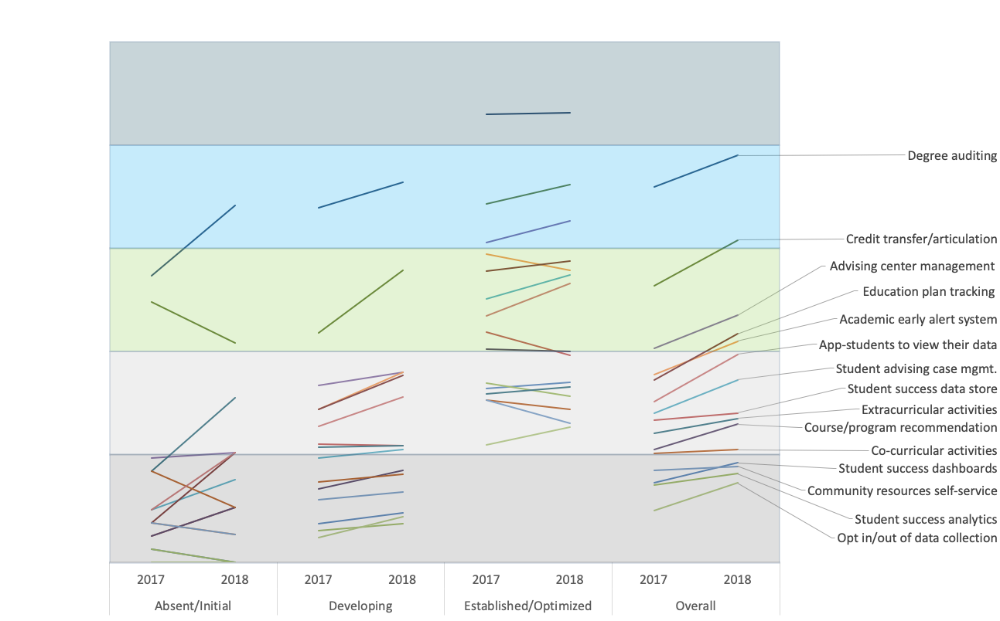 Degree auditing
Credit transfer/articulation
Advising center management
Education plan tracking
Academic early alert system
App-students to view their data
Student advising case mgmt.
Student success data store
Extracurricular activities
Course/program recommendation
Co-curricular activities
Student success dashboards
Community resources self-service
Student success analytics
Opt in/out of data collection
2017 2018 2017 2018 2017 2018 2017 2018
Absent/Initial Developing Established/Optimized Overall